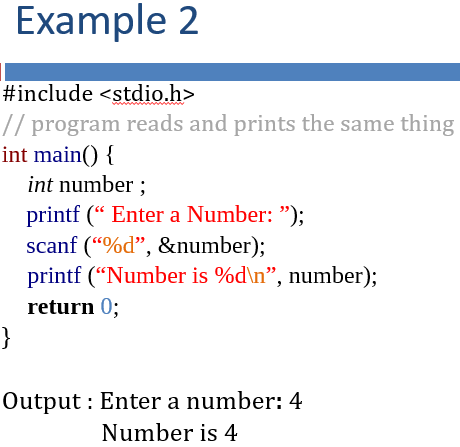 Example 2
#include <stdio.h>
// program reads and prints the same thing
int main() {
int number ;
printf (“ Enter a Number: ”);
scanf (“%d”, &number);
printf (“Number is %d\n”, number);
return 0;
}
Output : Enter a number: 4
Number is 4